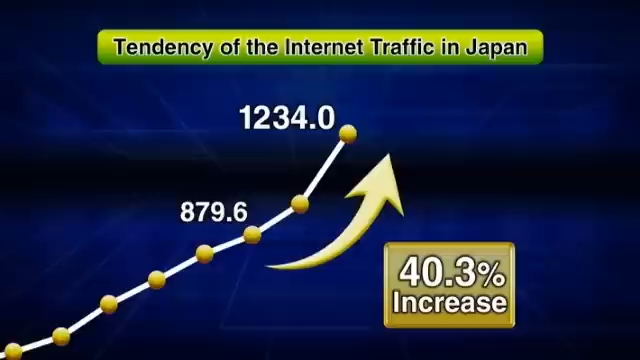 Tendency of the Internet Traffic in Japan
1234.0
879.6
40.3%
Increase